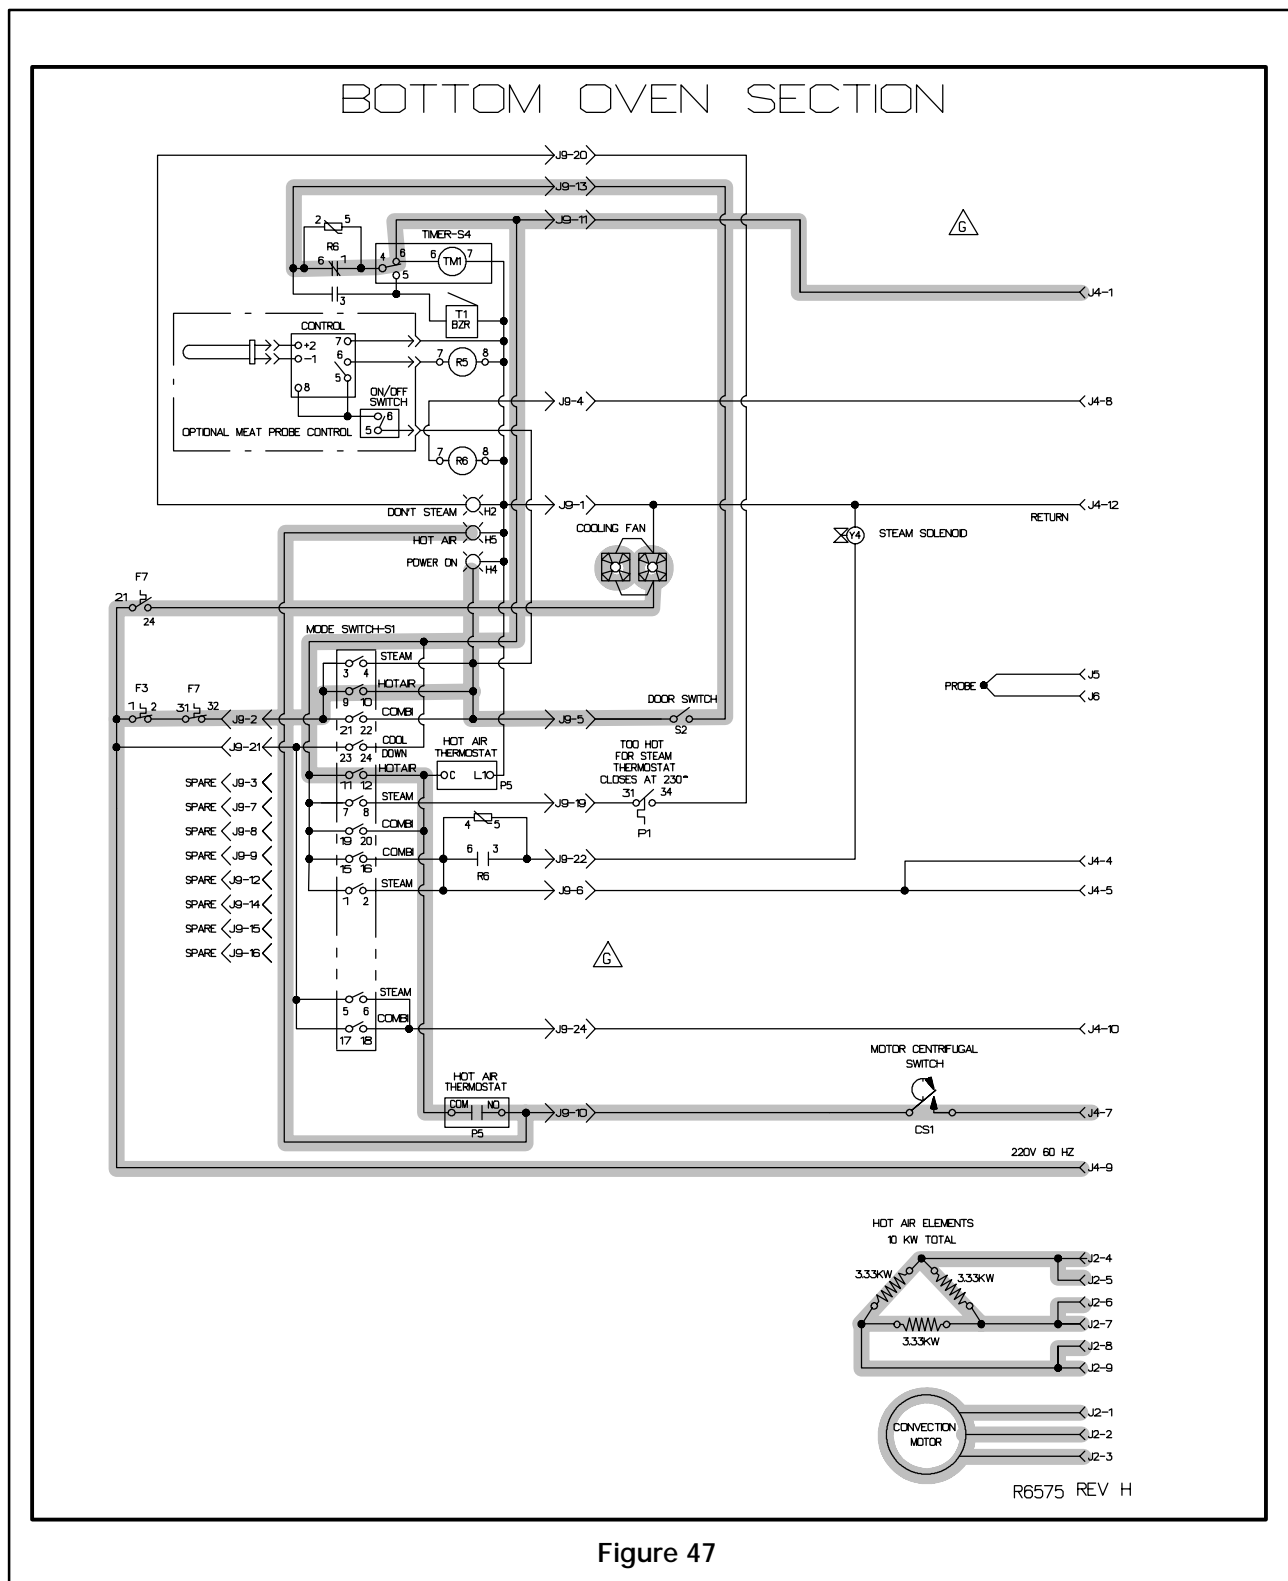 BOTTOM OVEN SECTION
J9-20
J9-13
J9-11
G
2 5
R6
6 7
3
TIMER-S4
4 6 6 TM1 7
5
T1
BZR
J4-1
CONTROL
+2 7
-1 6
5
8
ON/OFF
SWITCH
6
5
OPTIONAL MEAT PROBE CONTROL
7 R5 8
J9-4
J4-8
7 R6 8
DON'T STEAM H2
J9-1
J4-12
RETURN
HOT AIR H5
COOLING FAN
Y4 STEAM SOLENOID
POWER ON H4
F7
21
24
MODE SWITCH-S1
3 4 STEAM
9 10 HOTAIR
21 22 COMBI
23 24 COOL
DOWN
11 12 HOTAIR
7 8 STEAM
19 20 COMBI
15 16 COMBI
1 2 STEAM
F3
1 2
F7
31 32
J9-2
J9-21
J9-5
DOOR SWITCH
S2
PROBE
J5
J6
HOT AIR
THERMOSTAT
C L1
P5
TOO HOT
FOR STEAM
THERMOSTAT
CLOSES AT 230°
31 34
P1
J9-19
SPARE J9-3
SPARE J9-7
SPARE J9-8
SPARE J9-9
SPARE J9-12
SPARE J9-14
SPARE J9-15
SPARE J9-16
4 5
6 3
R6
J9-22
J9-6
J4-4
J4-5
G
5 6 STEAM
17 18 COMBI
J9-24
J4-10
MOTOR CENTRIFUGAL
SWITCH
CS1
HOT AIR
THERMOSTAT
COM NO
P5
J9-10
J4-7
220V 60 HZ
J4-9
HOT AIR ELEMENTS
10 KW TOTAL
3.33KW 3.33KW
3.33KW
J2-4
J2-5
J2-6
J2-7
J2-8
J2-9
CONVECTION
MOTOR
J2-1
J2-2
J2-3
R6575 REV H
Figure 47